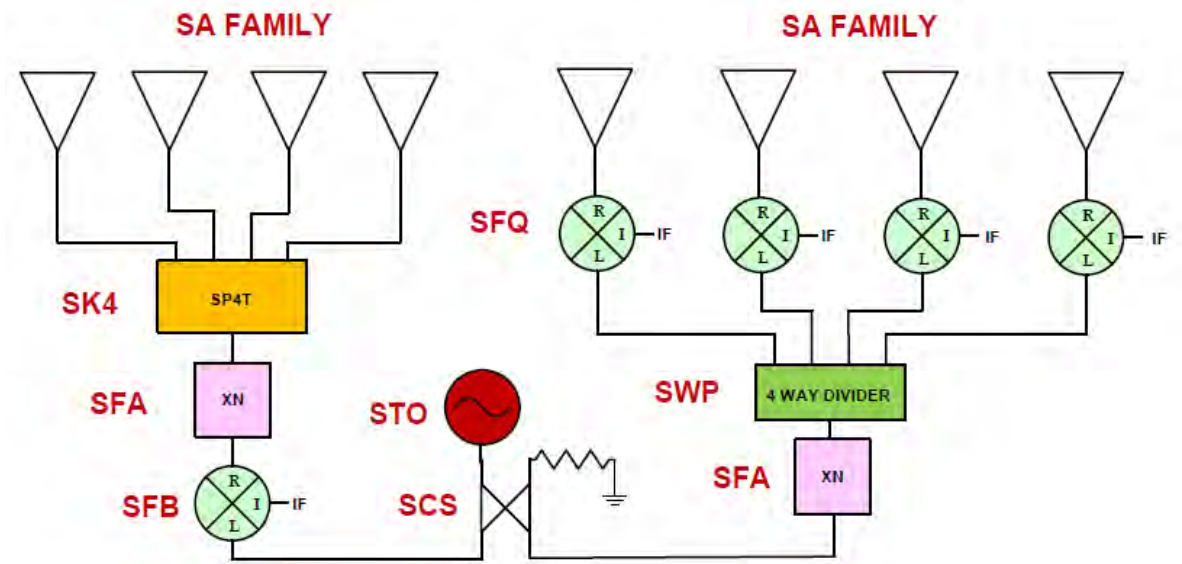 SA FAMILY
SA FAMILY
SFQ
R
I
L
IF
R
I
L
IF
R
I
L
IF
R
I
L
IF
SK4
SP4T
SFA
XN
STO
SWP
4 WAY DIVIDER
SFA
XN
SFB
R
I
L
IF
SCS